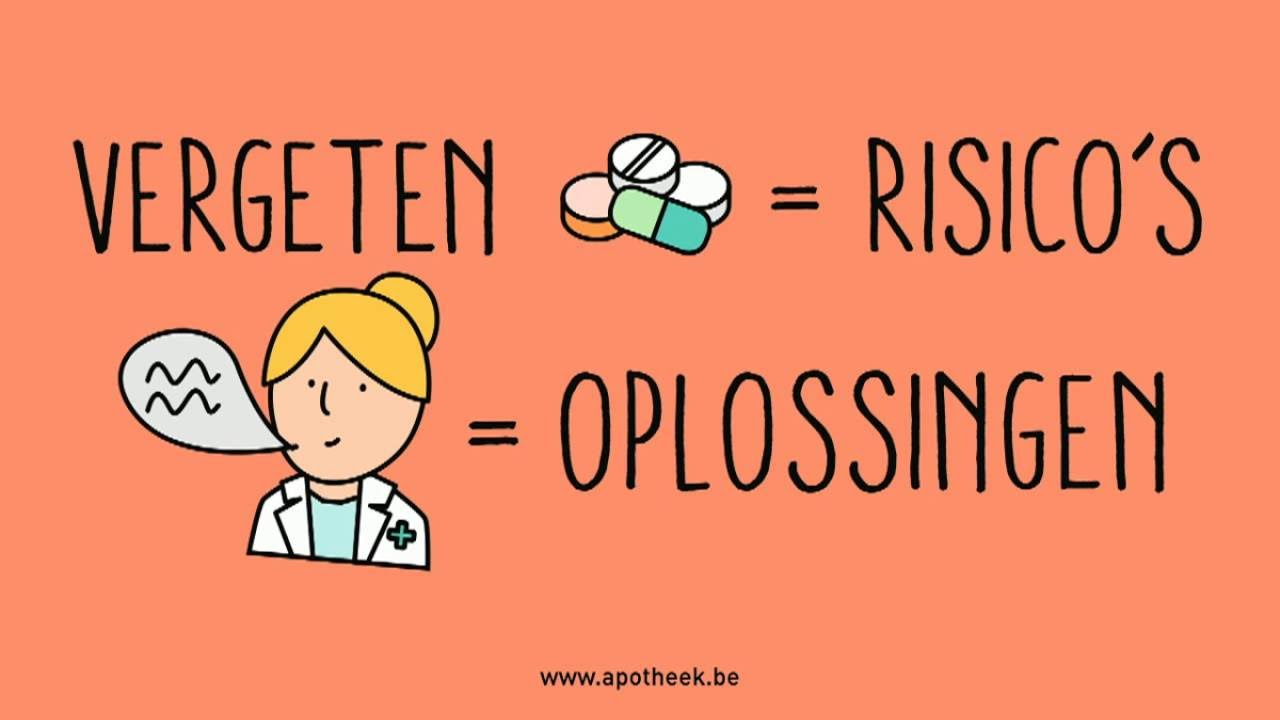 VERGETEN = RISICO'S
= OPLOSSINGEN
www.apotheek.be